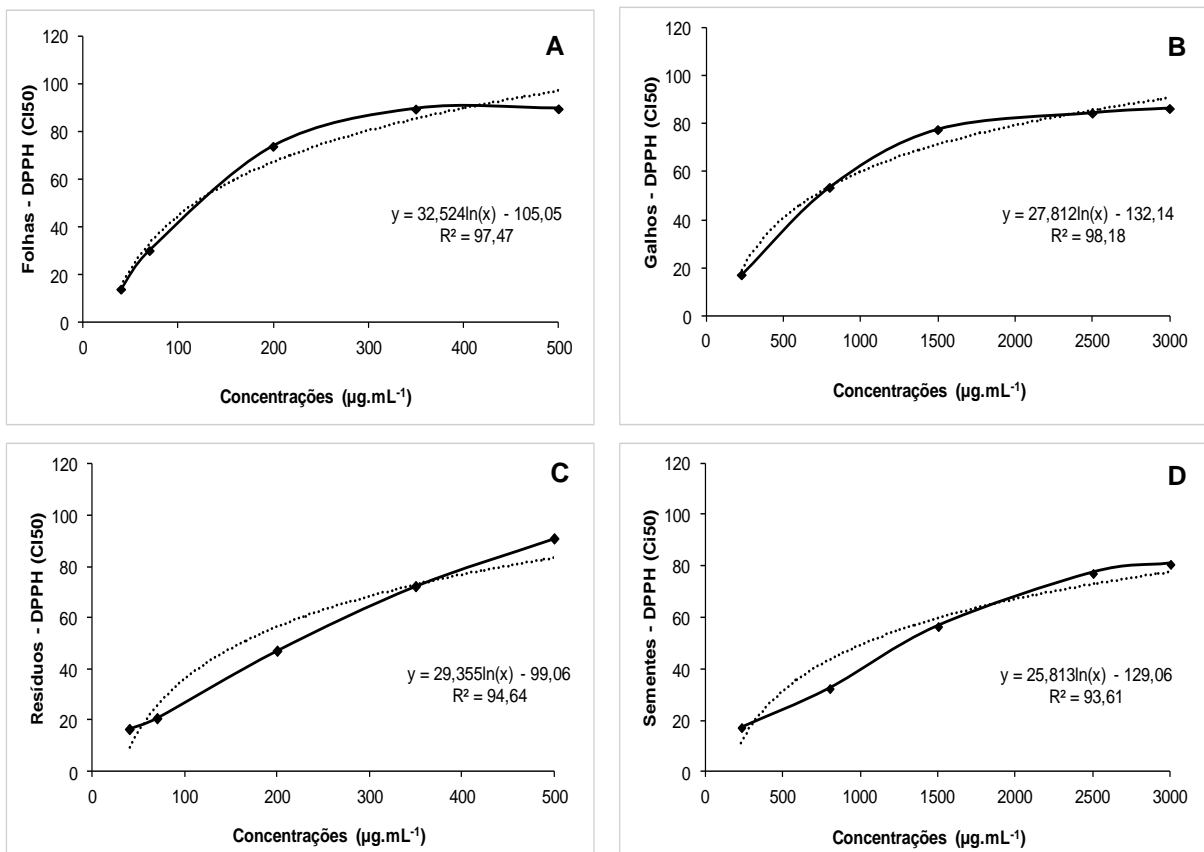 A
120
100
80
60
40
20
0
Folhas - DPPH (CI50)
y = 32,524ln(x) - 105,05
R² = 97,47
0 100 200 300 400 500
Concentrações (µg.mL⁻¹)
B
120
100
80
60
40
20
0
Galhos - DPPH (CI50)
y = 27,812ln(x) - 132,14
R² = 98,18
0 500 1000 1500 2000 2500 3000
Concentrações (µg.mL⁻¹)
C
120
100
80
60
40
20
0
Resíduos - DPPH (CI50)
y = 29,355ln(x) - 99,06
R² = 94,64
0 100 200 300 400 500
Concentrações (µg.mL⁻¹)
D
120
100
80
60
40
20
0
Sementes - DPPH (Ci50)
y = 25,813ln(x) - 129,06
R² = 93,61
0 500 1000 1500 2000 2500 3000
Concentrações (µg.mL⁻¹)